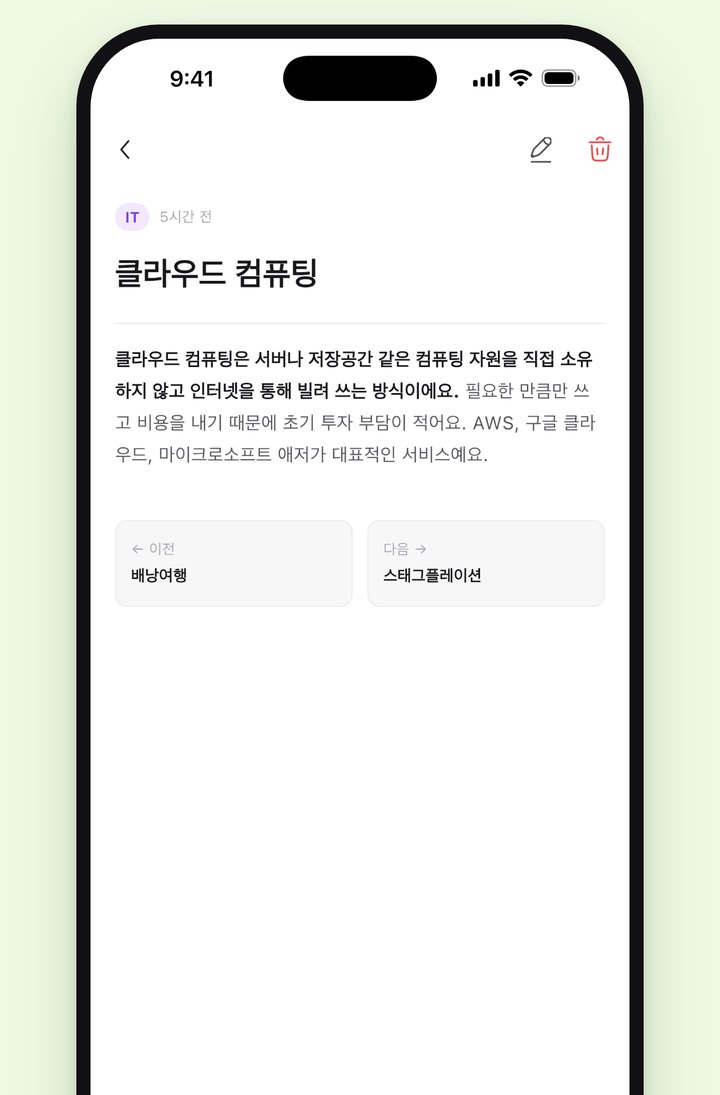 9:41
IT 5시간 전
클라우드 컴퓨팅
클라우드 컴퓨팅은 서버나 저장공간 같은 컴퓨팅 자원을 직접 소유
하지 않고 인터넷을 통해 빌려 쓰는 방식이에요. 필요한 만큼만 쓰
고 비용을 내기 때문에 초기 투자 부담이 적어요. AWS, 구글 클라
우드, 마이크로소프트 애저가 대표적인 서비스예요.
← 이전
배낭여행
다음 →
스태그플레이션